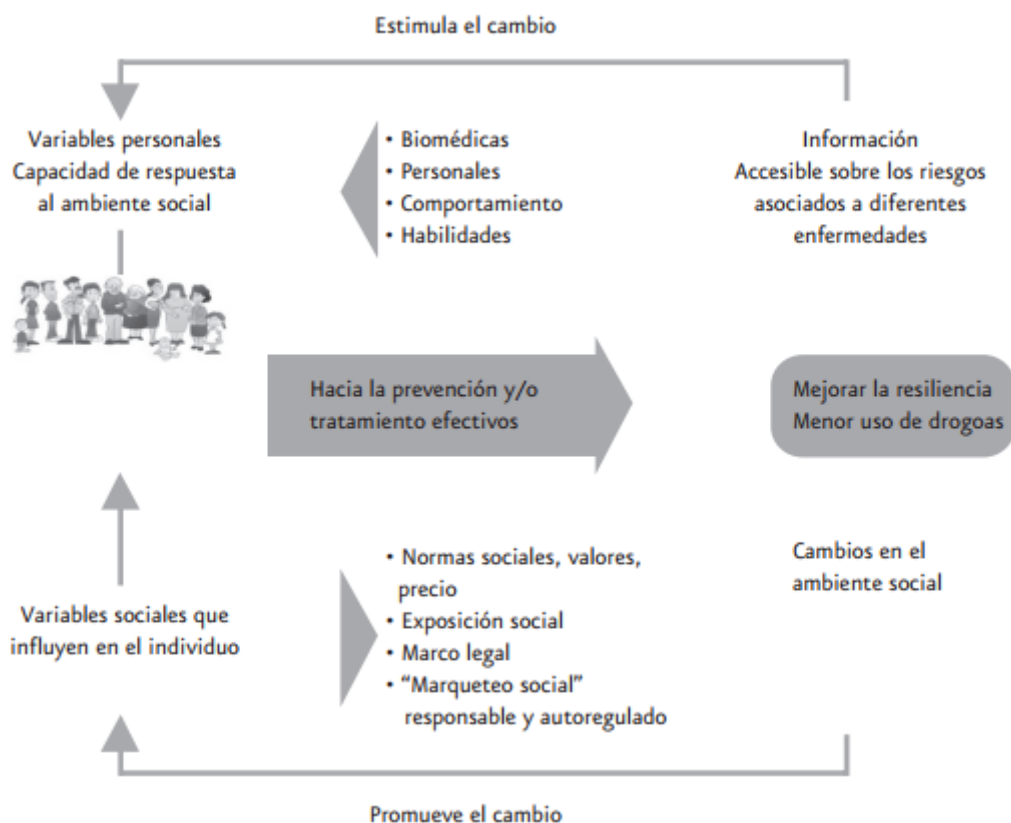 Estimula el cambio
Variables personales
Capacidad de respuesta
al ambiente social
• Biomédicas
• Personales
• Comportamiento
• Habilidades
Información
Accesible sobre los riesgos
asociados a diferentes
enfermedades
Hacia la prevención y/o
tratamiento efectivos
Mejorar la resiliencia
Menor uso de drogoas
Variables sociales que
influyen en el individuo
• Normas sociales, valores,
precio
• Exposición social
• Marco legal
• “Marqueteo social”
responsable y autoregulado
Cambios en el
ambiente social
Promueve el cambio